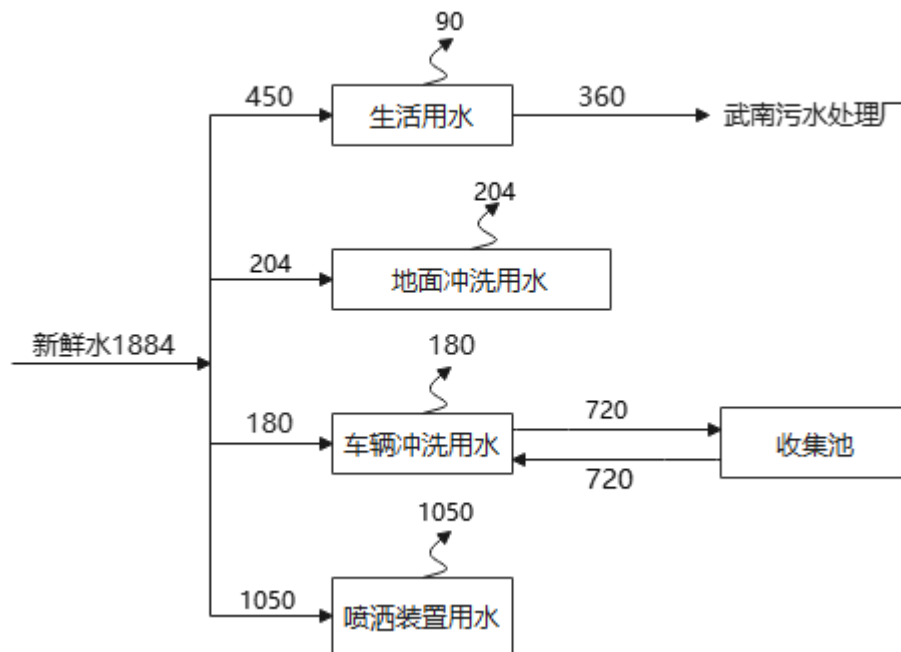 90
450
生活用水
360
武南污水处理厂
204
204
地面冲洗用水
新鲜水1884
180
180
车辆冲洗用水
720
720
收集池
1050
1050
喷洒装置用水